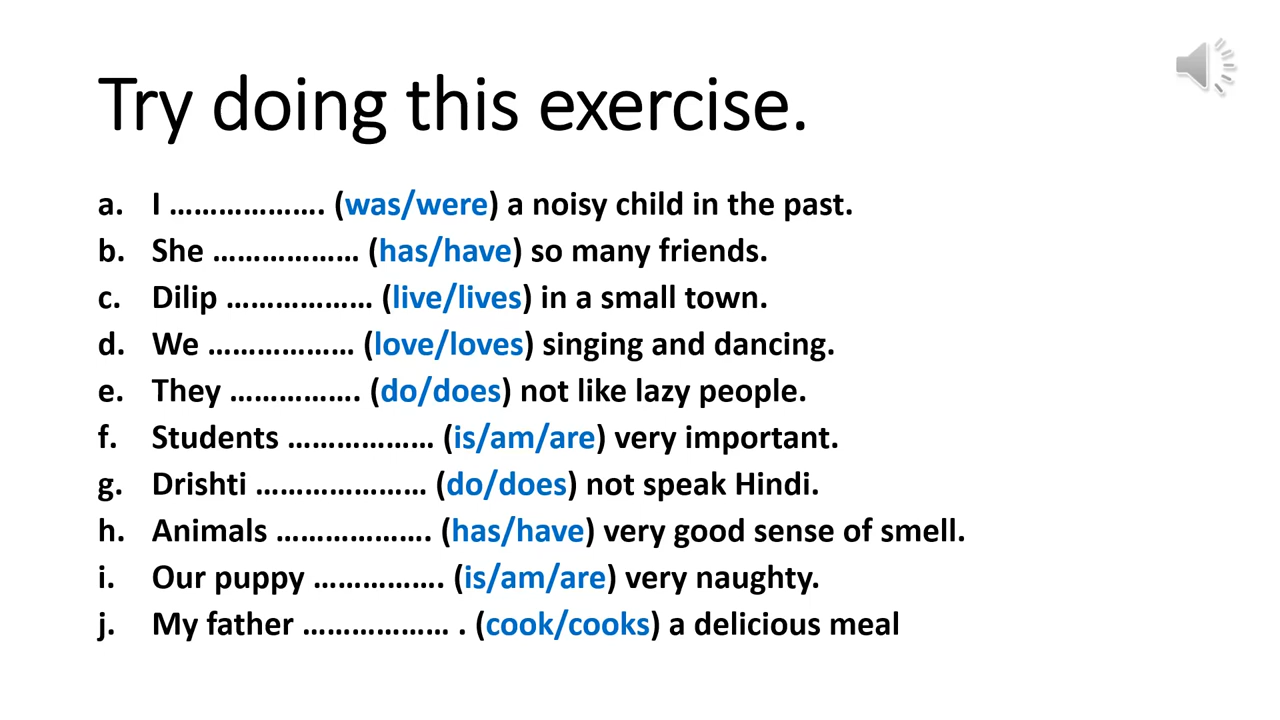 Try doing this exercise.
a. I ………………. (was/were) a noisy child in the past.
b. She ……………… (has/have) so many friends.
c. Dilip ……………… (live/lives) in a small town.
d. We ……………… (love/loves) singing and dancing.
e. They ……………. (do/does) not like lazy people.
f. Students ……………… (is/am/are) very important.
g. Drishti ………………… (do/does) not speak Hindi.
h. Animals ………………. (has/have) very good sense of smell.
i. Our puppy ……………. (is/am/are) very naughty.
j. My father ……………… . (cook/cooks) a delicious meal